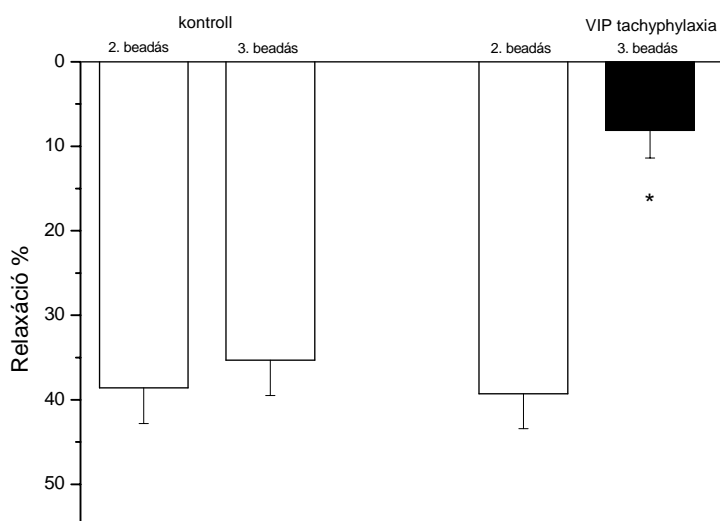 kontroll
VIP tachyphylaxia
2. beadás
3. beadás
2. beadás
3. beadás
0
10
20
30
40
50
Relaxáció %
*